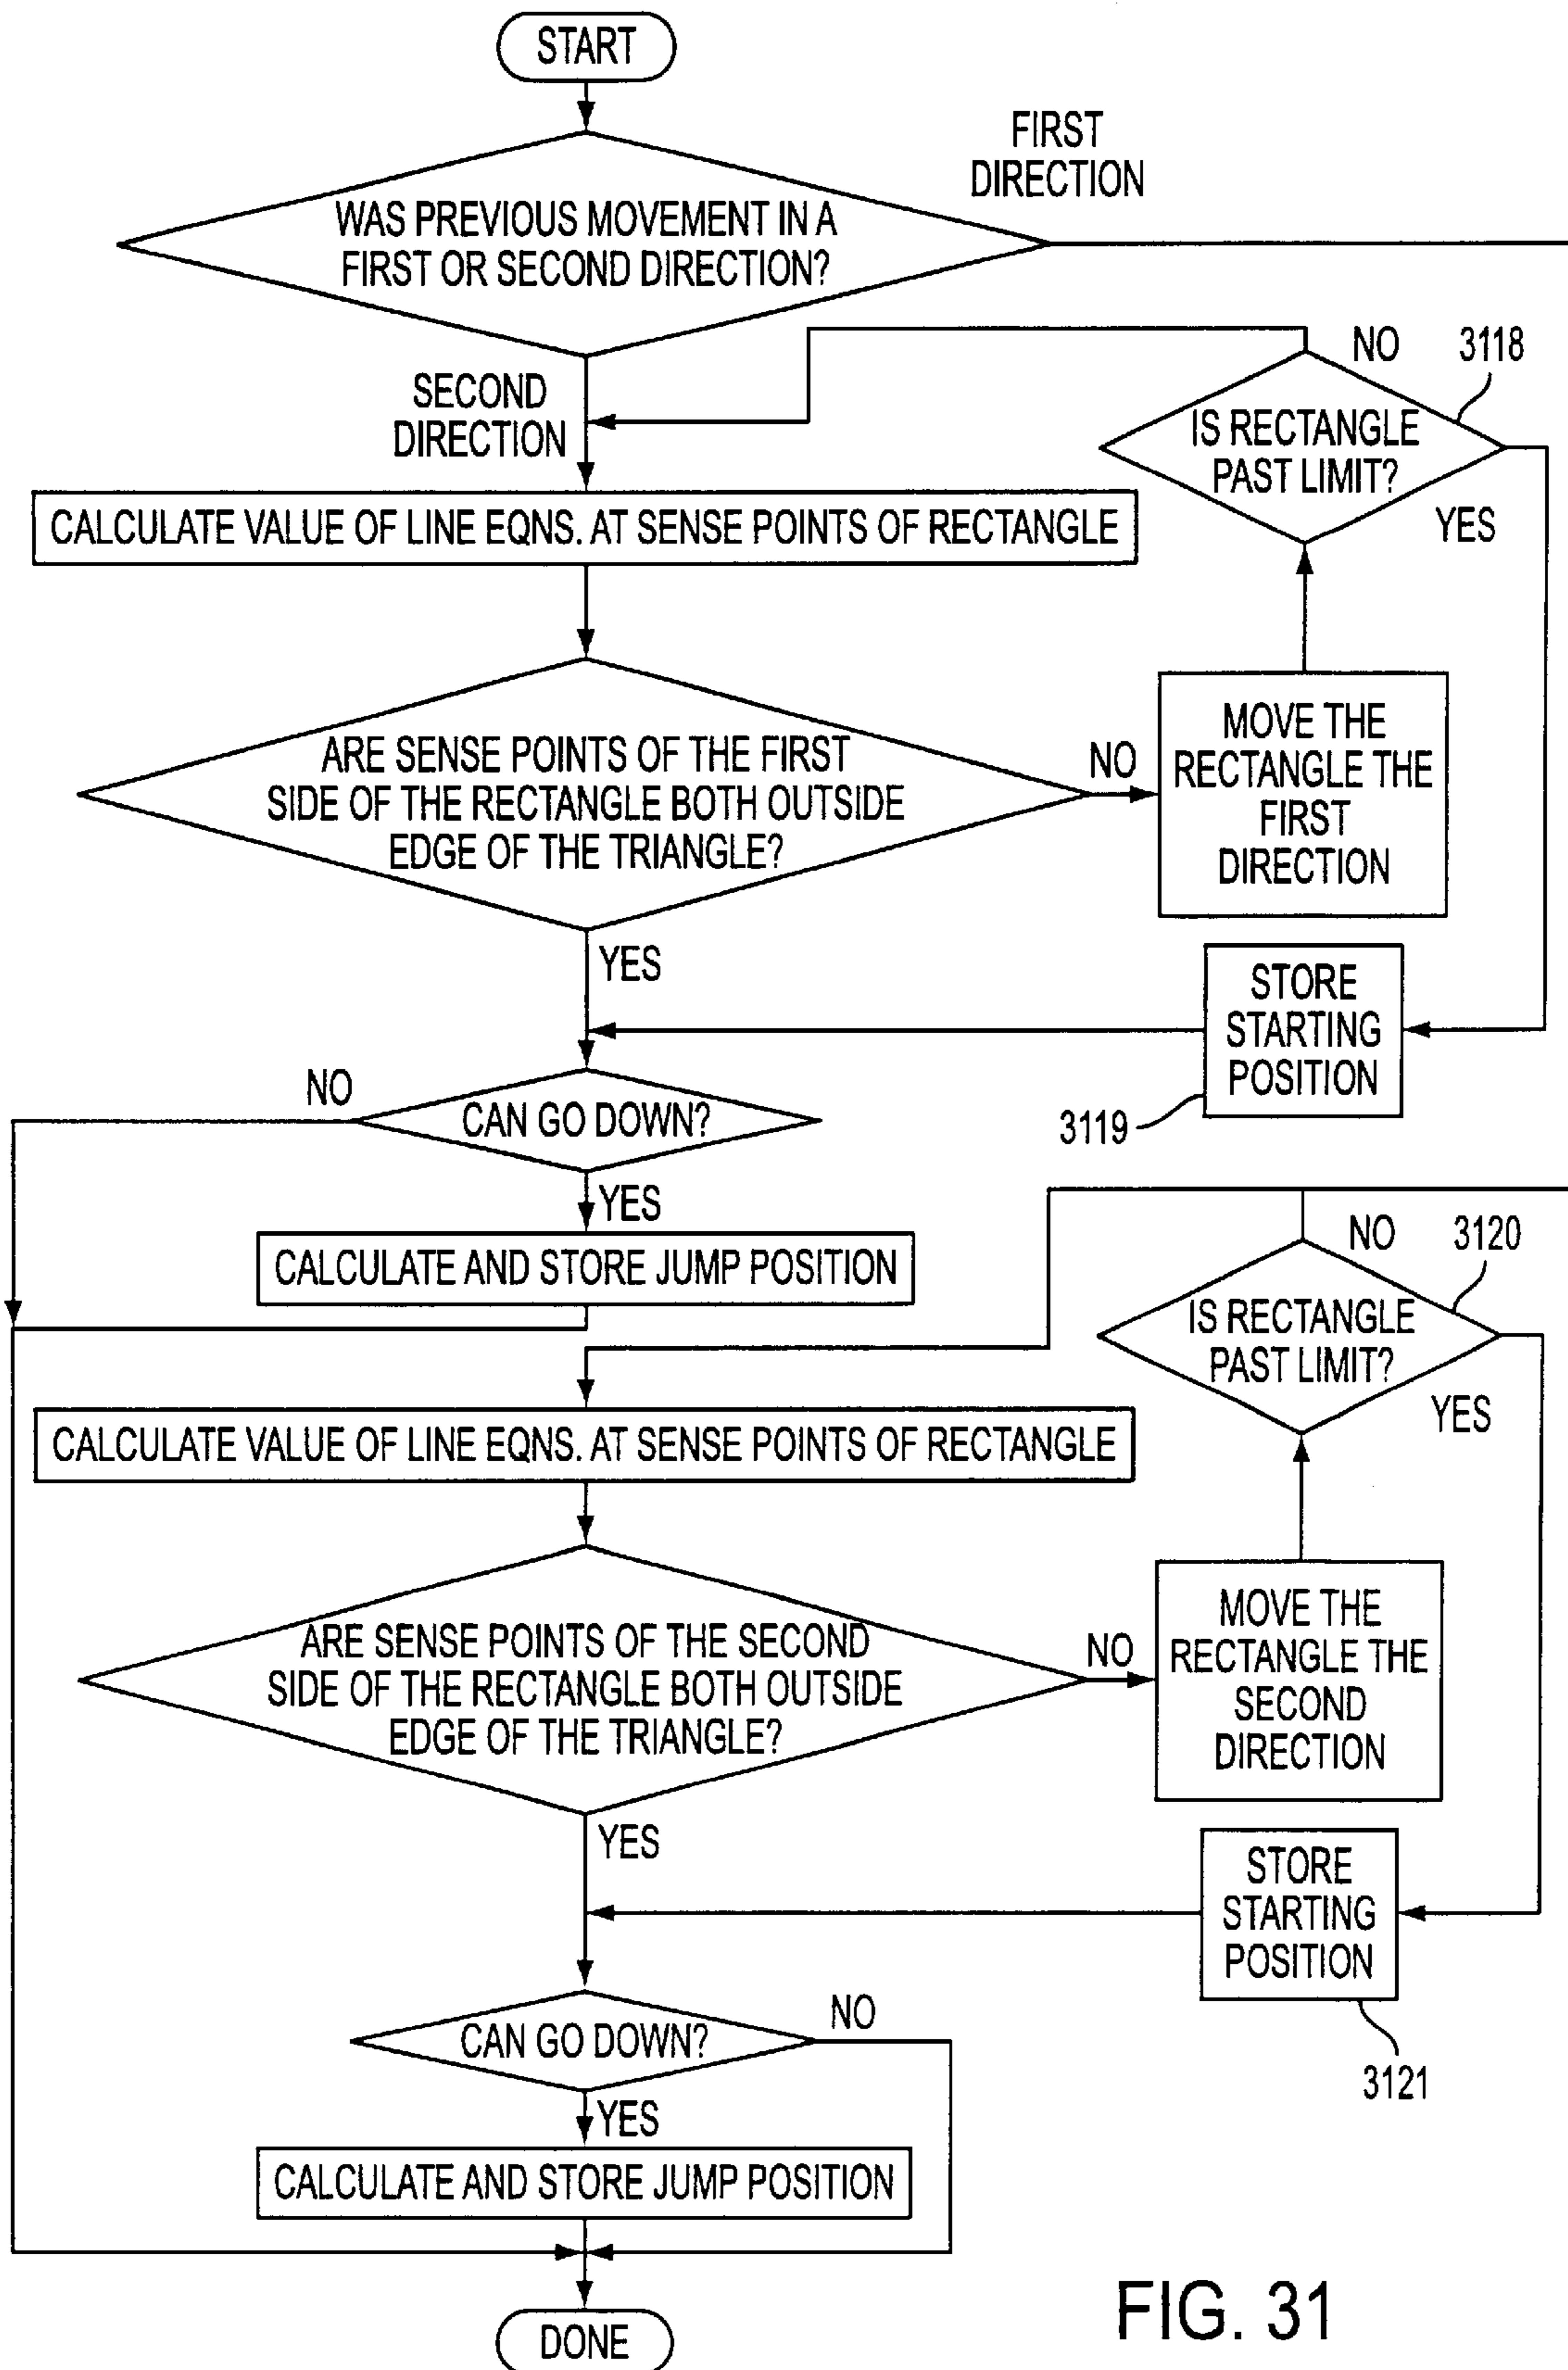 START
FIRST
DIRECTION
WAS PREVIOUS MOVEMENT IN A
FIRST OR SECOND DIRECTION?
SECOND
DIRECTION
NO
3118
IS RECTANGLE
PAST LIMIT?
YES
CALCULATE VALUE OF LINE EQNS. AT SENSE POINTS OF RECTANGLE
ARE SENSE POINTS OF THE FIRST
SIDE OF THE RECTANGLE BOTH OUTSIDE
EDGE OF THE TRIANGLE?
NO
MOVE THE
RECTANGLE THE
FIRST
DIRECTION
YES
STORE
STARTING
POSITION
3119
NO
CAN GO DOWN?
YES
CALCULATE AND STORE JUMP POSITION
NO
3120
IS RECTANGLE
PAST LIMIT?
YES
CALCULATE VALUE OF LINE EQNS. AT SENSE POINTS OF RECTANGLE
ARE SENSE POINTS OF THE SECOND
SIDE OF THE RECTANGLE BOTH OUTSIDE
EDGE OF THE TRIANGLE?
NO
MOVE THE
RECTANGLE THE
SECOND
DIRECTION
YES
STORE
STARTING
POSITION
3121
CAN GO DOWN?
NO
YES
CALCULATE AND STORE JUMP POSITION
DONE
FIG. 31